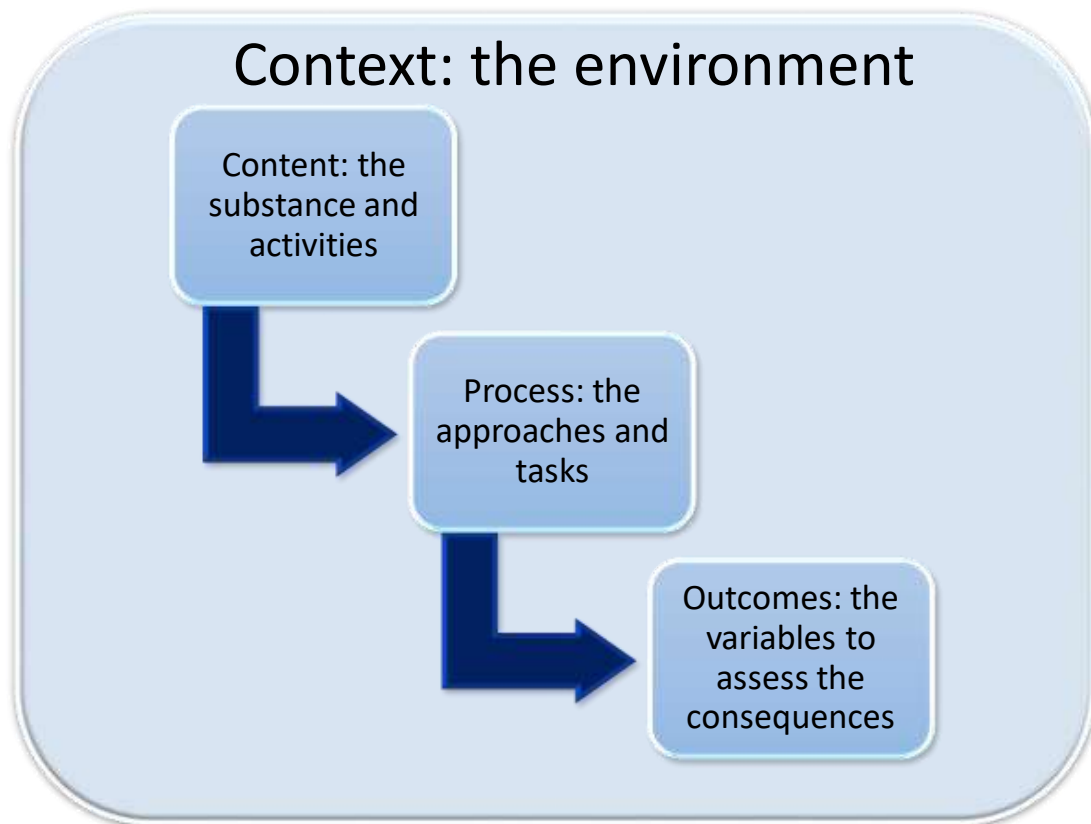 Context: the environment
Content: the
substance and
activities
Process: the
approaches and
tasks
Outcomes: the
variables to
assess the
consequences